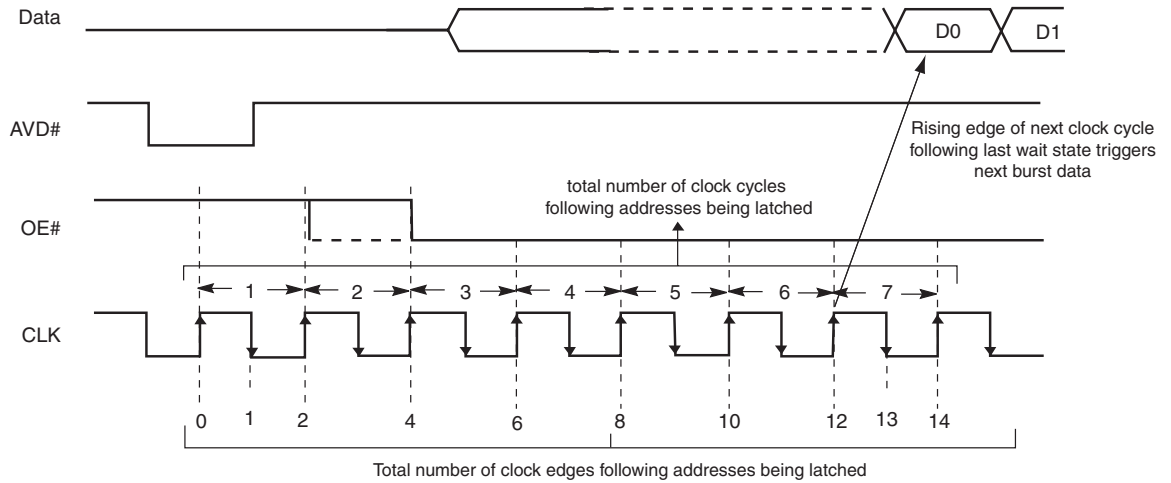 Data
D0
D1
AVD#
Rising edge of next clock cycle
following last wait state triggers
next burst data
total number of clock cycles
following addresses being latched
OE#
1 2 3 4 5 6 7
CLK
0 1 2 4 6 8 10 12 13 14
Total number of clock edges following addresses being latched